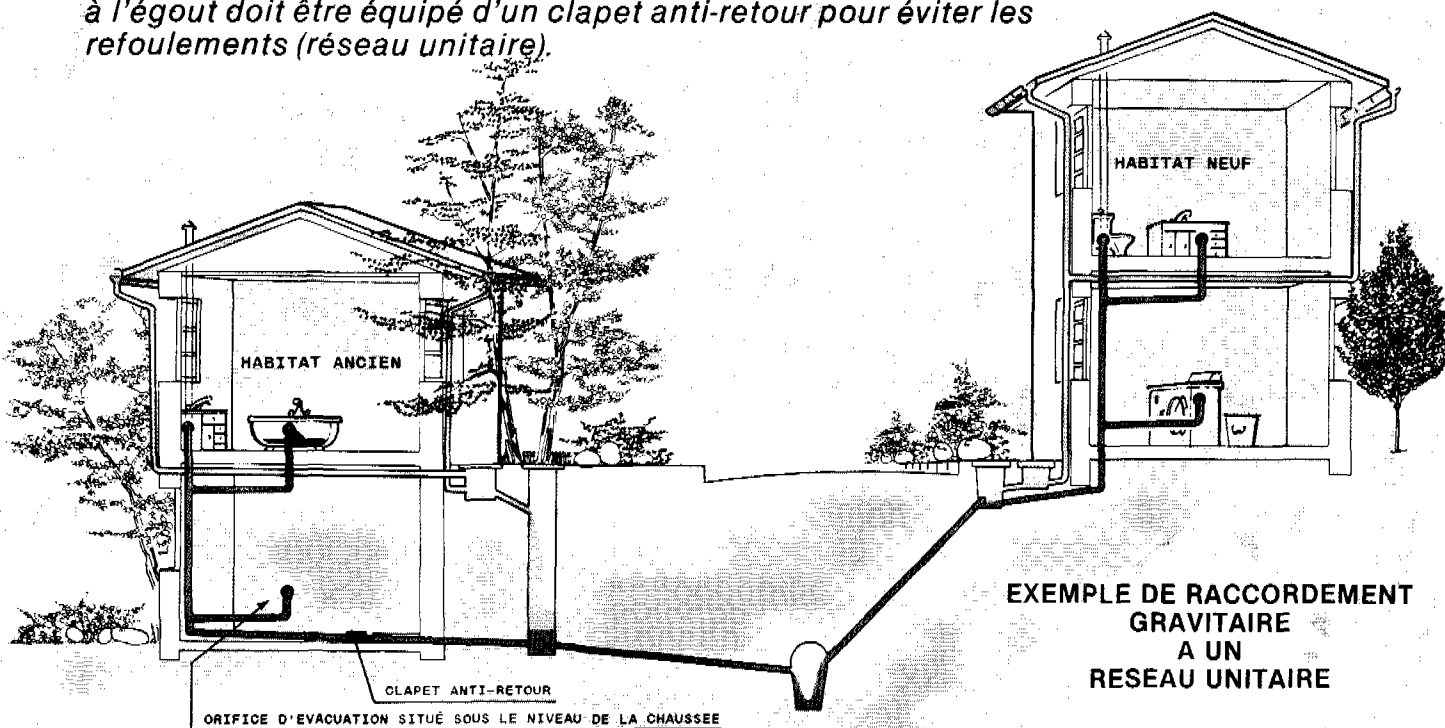 à l'égout doit être équipé d'un clapet anti-retour pour éviter les
refoulements (réseau unitaire).
HABITAT NEUF
HABITAT ANCIEN
EXEMPLE DE RACCORDEMENT
GRAVITAIRE
A UN
RESEAU UNITAIRE
CLAPET ANTI-RETOUR
ORIFICE D'EVACUATION SITUÉ SOUS LE NIVEAU DE LA CHAUSSEE